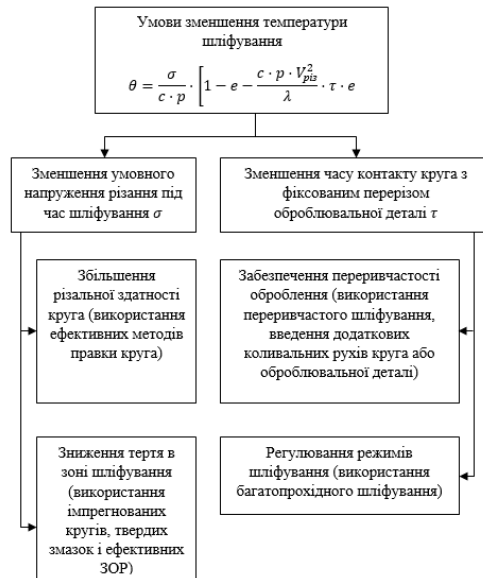 Умови зменшення температури
шліфування
θ = σ / (c · p) · [1 − e − (c · p · V²різ) / λ · τ · e
Зменшення умовного
напруження різання під
час шліфування σ
Зменшення часу контакту круга з
фіксованим перерізом
оброблювальної деталі τ
Збільшення
різальної здатності
круга (використання
ефективних методів
правки круга)
Забезпечення переривчастості
оброблення (використання
переривчастого шліфування,
введення додаткових
коливальних рухів круга або
оброблювальної деталі)
Зниження тертя в
зоні шліфування
(використання
імпрегнованих
кругів, твердих
змазок і ефективних
ЗОР)
Регулювання режимів
шліфування (використання
багатопрохідного шліфування)